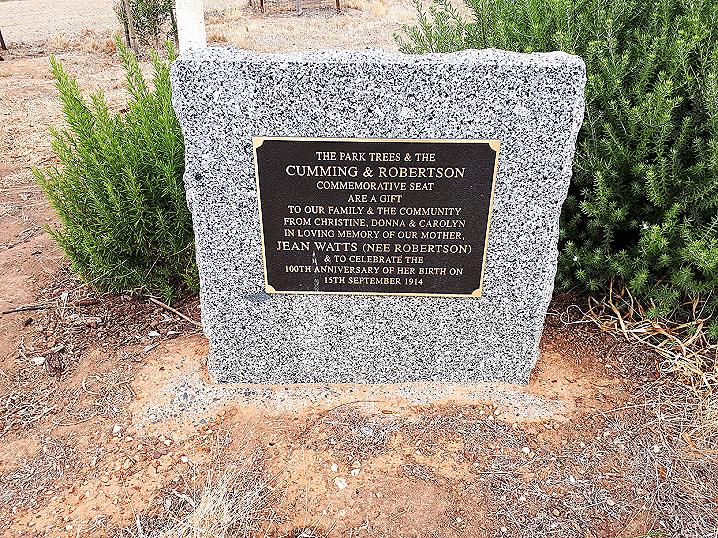 THE PARK TREES & THE
CUMMING & ROBERTSON
COMMEMORATIVE SEAT
ARE A GIFT
TO OUR FAMILY & THE COMMUNITY
FROM CHRISTINE, DONNA & CAROLYN
IN LOVING MEMORY OF OUR MOTHER,
JEAN WATTS (NEE ROBERTSON)
& TO CELEBRATE THE
100TH ANNIVERSARY OF HER BIRTH ON
15TH SEPTEMBER 1914